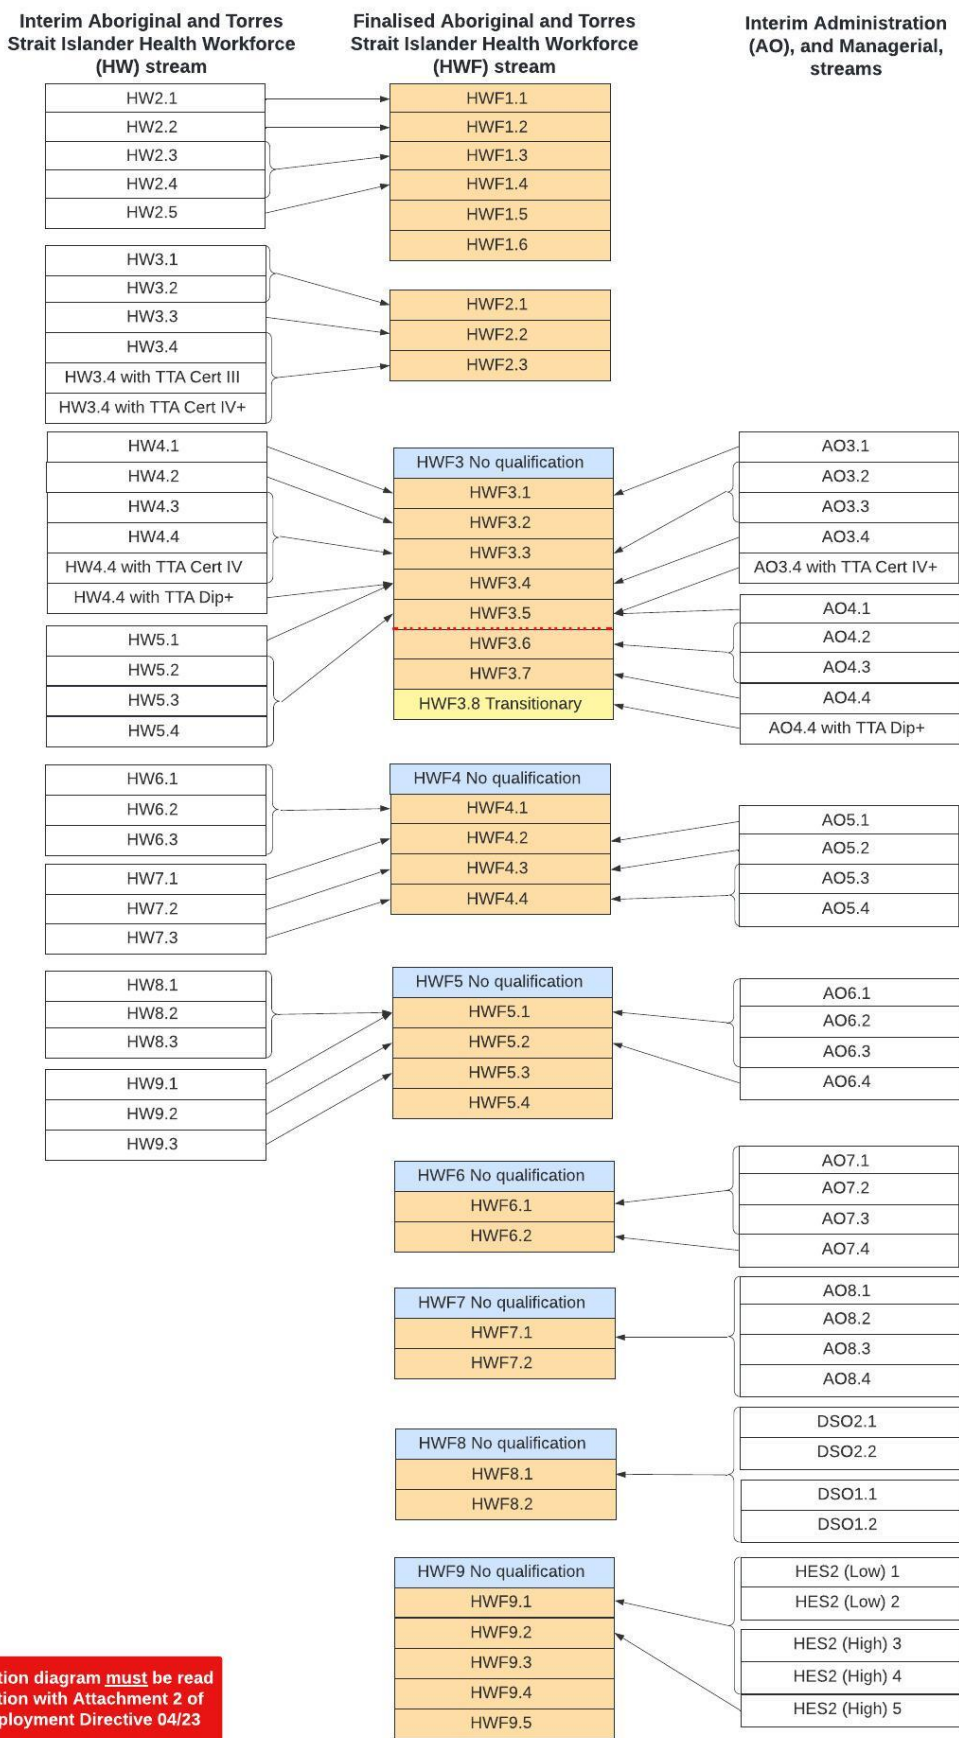 Interim Aboriginal and Torres
Strait Islander Health Workforce
(HW) stream
HW2.1
HW2.2
HW2.3
HW2.4
HW2.5
HW3.1
HW3.2
HW3.3
HW3.4
HW3.4 with TTA Cert III
HW3.4 with TTA Cert IV+
HW4.1
HW4.2
HW4.3
HW4.4
HW4.4 with TTA Cert IV
HW4.4 with TTA Dip+
HW5.1
HW5.2
HW5.3
HW5.4
HW6.1
HW6.2
HW6.3
HW7.1
HW7.2
HW7.3
HW8.1
HW8.2
HW8.3
HW9.1
HW9.2
HW9.3
Finalised Aboriginal and Torres
Strait Islander Health Workforce
(HWF) stream
HWF1.1
HWF1.2
HWF1.3
HWF1.4
HWF1.5
HWF1.6
HWF2.1
HWF2.2
HWF2.3
HWF3 No qualification
HWF3.1
HWF3.2
HWF3.3
HWF3.4
HWF3.5
HWF3.6
HWF3.7
HWF3.8 Transitionary
HWF4 No qualification
HWF4.1
HWF4.2
HWF4.3
HWF4.4
HWF5 No qualification
HWF5.1
HWF5.2
HWF5.3
HWF5.4
HWF6 No qualification
HWF6.1
HWF6.2
HWF7 No qualification
HWF7.1
HWF7.2
HWF8 No qualification
HWF8.1
HWF8.2
HWF9 No qualification
HWF9.1
HWF9.2
HWF9.3
HWF9.4
HWF9.5
Interim Administration
(AO), and Managerial,
streams
AO3.1
AO3.2
AO3.3
AO3.4
AO3.4 with TTA Cert IV+
AO4.1
AO4.2
AO4.3
AO4.4
AO4.4 with TTA Dip+
AO5.1
AO5.2
AO5.3
AO5.4
AO6.1
AO6.2
AO6.3
AO6.4
AO7.1
AO7.2
AO7.3
AO7.4
AO8.1
AO8.2
AO8.3
AO8.4
DSO2.1
DSO2.2
DSO1.1
DSO1.2
HES2 (Low) 1
HES2 (Low) 2
HES2 (High) 3
HES2 (High) 4
HES2 (High) 5
tion diagram must be read
tion with Attachment 2 of
ployment Directive 04/23